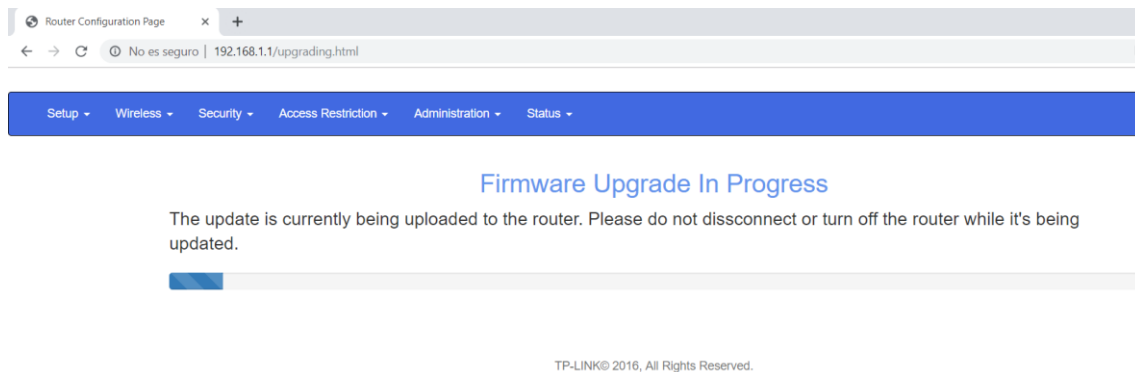 Router Configuration Page
No es seguro | 192.168.1.1/upgrading.html
Setup Wireless Security Access Restriction Administration Status
Firmware Upgrade In Progress
The update is currently being uploaded to the router. Please do not dissconnect or turn off the router while it's being
updated.
TP-LINK© 2016, All Rights Reserved.